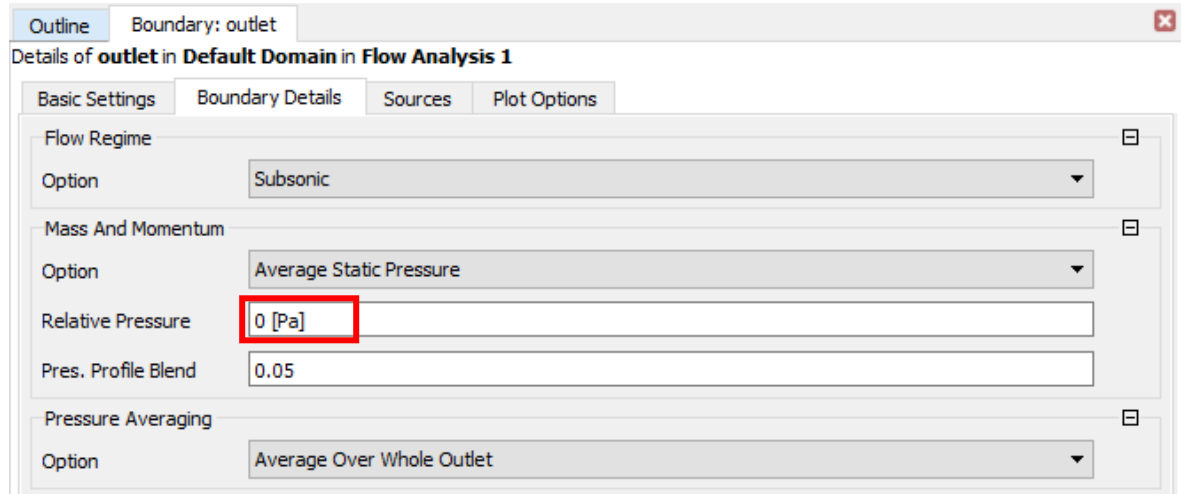 Outline Boundary: outlet
Details of outlet in Default Domain in Flow Analysis 1
Basic Settings Boundary Details Sources Plot Options
Flow Regime
Option Subsonic
Mass And Momentum
Option Average Static Pressure
Relative Pressure 0 [Pa]
Pres. Profile Blend 0.05
Pressure Averaging
Option Average Over Whole Outlet